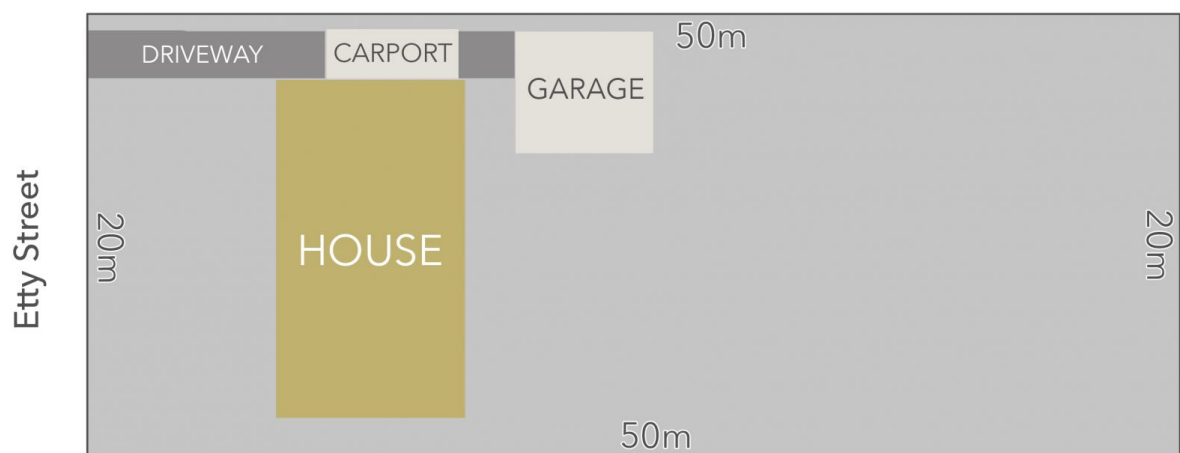 50m
DRIVEWAY
CARPORT
GARAGE
Etty Street
20m
HOUSE
20m
50m